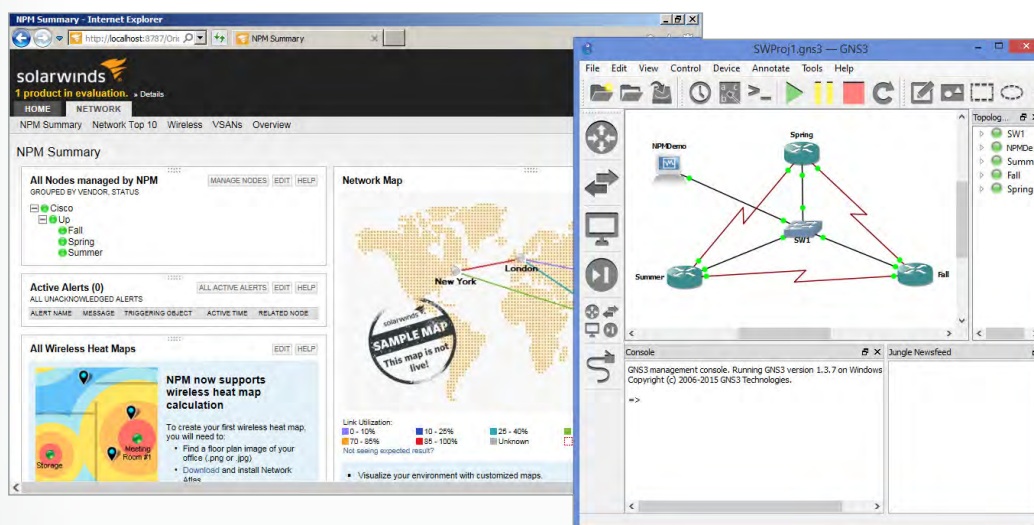 NPM Summary - Internet Explorer
http://localhost:8787/Orio
NPM Summary
solarwinds
1 product in evaluation. » Details
HOME NETWORK
NPM Summary Network Top 10 Wireless VSANs Overview
NPM Summary
All Nodes managed by NPM
MANAGE NODES EDIT HELP
GROUPED BY VENDOR, STATUS
Cisco
Up
Fall
Spring
Summer
Active Alerts (0)
ALL ACTIVE ALERTS EDIT HELP
ALL UNACKNOWLEDGED ALERTS
ALERT NAME MESSAGE TRIGGERING OBJECT ACTIVE TIME RELATED NODE
All Wireless Heat Maps
EDIT HELP
Storage
Meeting
Room #1
NPM now supports
wireless heat map
calculation
To create your first wireless heat map,
you will need to:
• Find a floor plan image of your
office (.png or .jpg)
• Download and install Network
Atlas
Network Map
New York
London
solarwinds
SAMPLE MAP
This map is not
live!
Link Utilization:
0 - 10% 10 - 25% 25 - 40%
70 - 85% 85 - 100% Unknown
Not seeing expected result?
• Visualize your environment with customized maps.
SWProj1.gns3 — GNS3
File Edit View Control Device Annotate Tools Help
Topolog...
SW1
NPMDe
Summ
Fall
Spring
NPMDemo
Spring
SW1
Summer
Fall
Console
GNS3 management console. Running GNS3 version 1.3.7 on Windows
Copyright (c) 2006-2015 GNS3 Technologies.
=>
Jungle Newsfeed